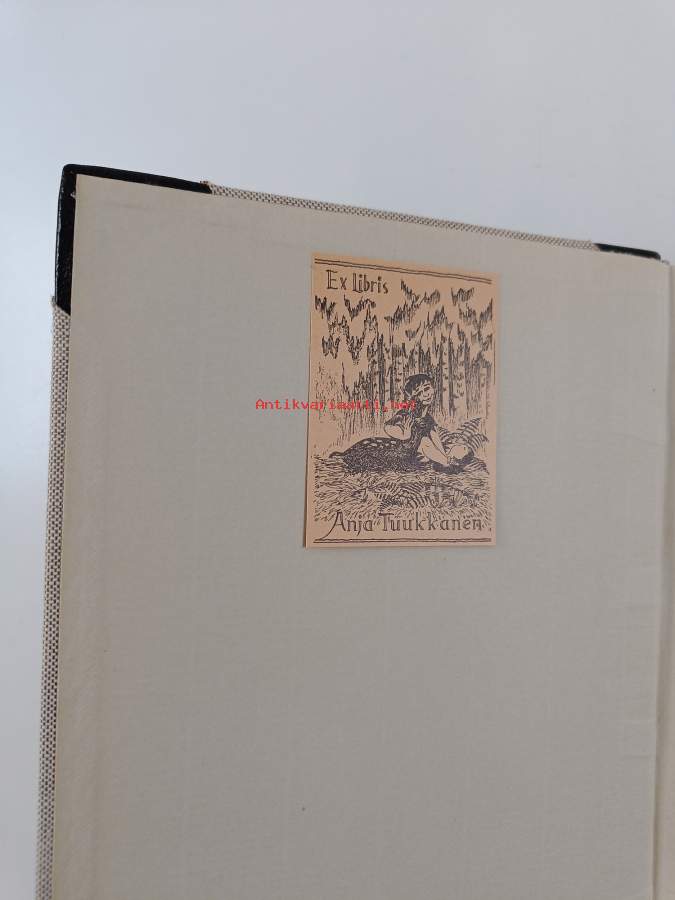 Ex libris
Antikvariaatti.net
Anja Tuukkanen